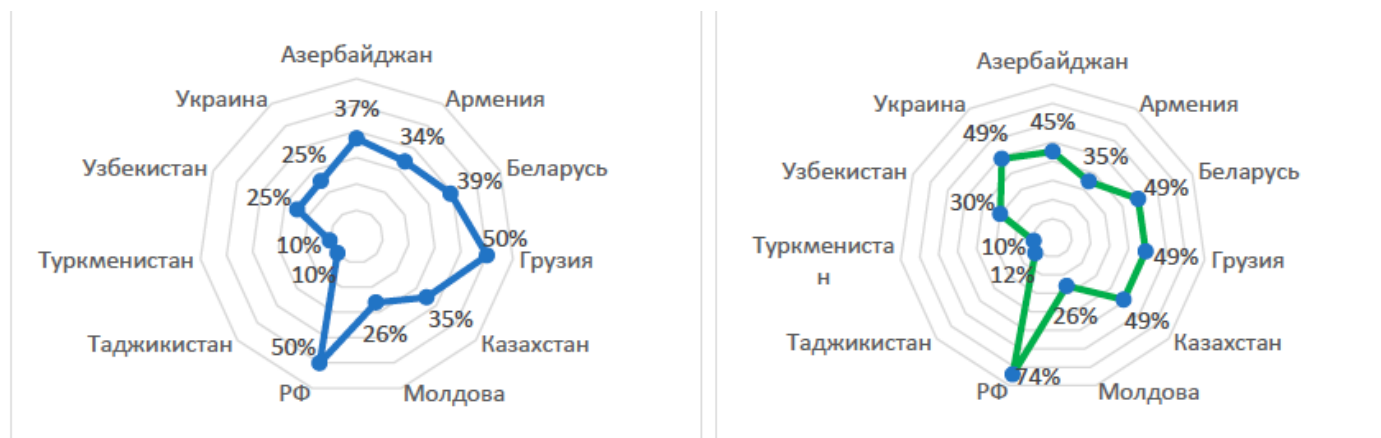 Азербайджан
Украина
Армения
37%
34%
25%
Узбекистан
Беларусь
39%
25%
50%
10%
Туркменистан
Грузия
10%
35%
26%
50%
Таджикистан
Казахстан
РФ
Молдова
Азербайджан
Украина
Армения
49%
45%
35%
Узбекистан
Беларусь
49%
30%
10%
Туркменистa
н
49%
Грузия
12%
26%
49%
Таджикистан
Казахстан
74%
РФ
Молдова